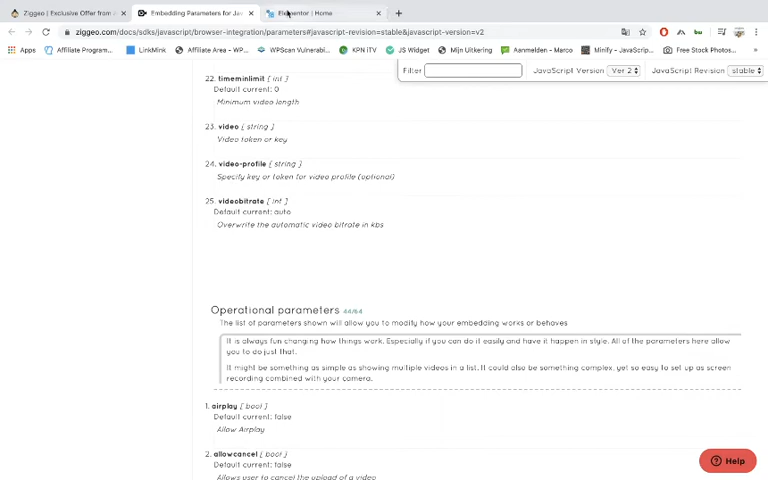 Ziggeo | Exclusive Offer from
Embedding Parameters for Ja
Elementor | Home
ziggeo.com/docs/sdks/javascript/browser-integration/parameters#javascript-revision=stable&javascript-version=v2
Apps
Affiliate Program...
LinkMink
Affiliate Area – WP...
WPScan Vulnerabi...
KPN iTV
JS Widget
Mijn Uitkering
Aanmelden – Marco
Minify – JavaScrip...
Free Stock Photos...
Filter
JavaScript Version
Ver 2
JavaScript Revision
stable
22. timeminlimit [ int ]
Default current: 0
Minimum video length
23. video [ string ]
Video token or key
24. video-profile [ string ]
Specify key or token for video profile (optional)
25. videobitrate [ int ]
Default current: auto
Overwrite the automatic video bitrate in kbs
Operational parameters 44/64
The list of parameters shown will allow you to modify how your embedding works or behaves
It is always fun changing how things work. Especially if you can do it easily and have it happen in style. All of the parameters here allow
you to do just that.
It might be something as simple as showing multiple videos in a list. It could also be something complex, yet so easy to set up as screen
recording combined with your camera.
1. airplay [ bool ]
Default current: false
Allow Airplay
2. allowcancel [ bool ]
Default current: false
Allows user to cancel the upload of a video
Help